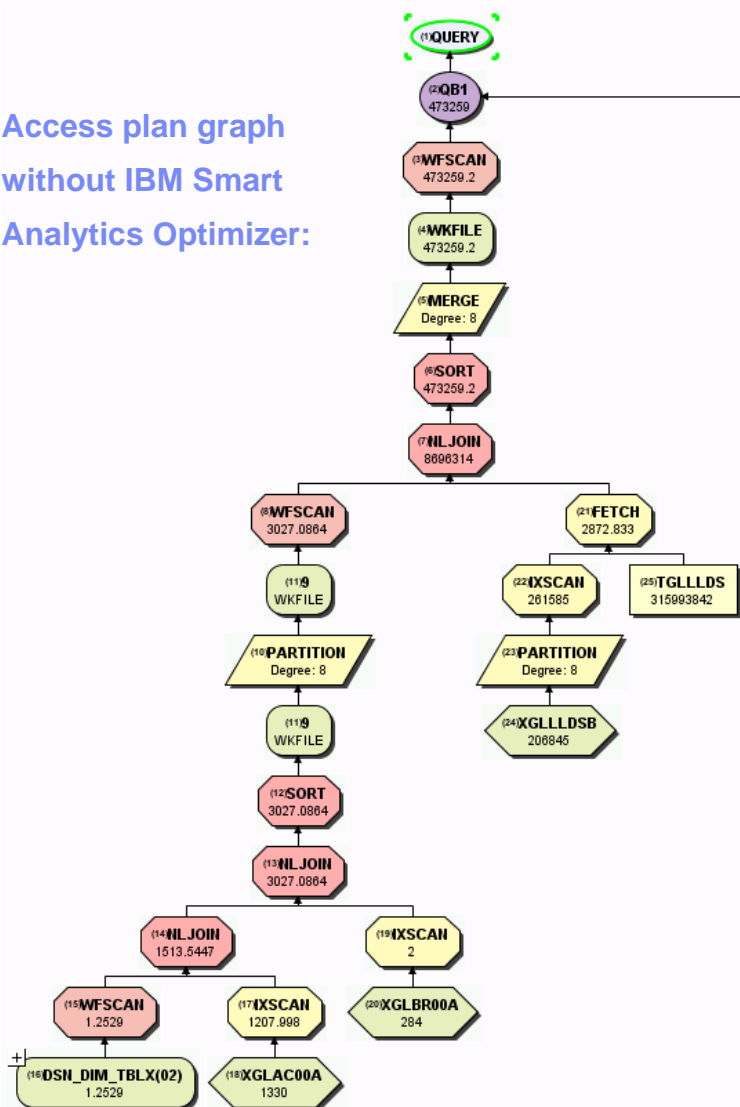 (1)QUERY
(2)QB1
473259
Access plan graph
without IBM Smart
Analytics Optimizer:
(3)WFSCAN
473259.2
(4)WKFILE
473259.2
(5)MERGE
Degree: 8
(6)SORT
473259.2
(7)NLJOIN
8696314
(8)WFSCAN
3027.0864
(21)FETCH
2872.833
(11)9
WKFILE
(22)IXSCAN
261585
(25)TGLLLDS
315993842
(10)PARTITION
Degree: 8
(23)PARTITION
Degree: 8
(11)9
WKFILE
(24)XGLLLDSB
206845
(12)SORT
3027.0864
(13)NLJOIN
3027.0864
(14)NLJOIN
1513.5447
(19)IXSCAN
2
(15)WFSCAN
1.2529
(17)IXSCAN
1207.998
(20)XGLBR00A
284
(16)DSN_DIM_TBLX(02)
1.2529
(18)XGLAC00A
1330